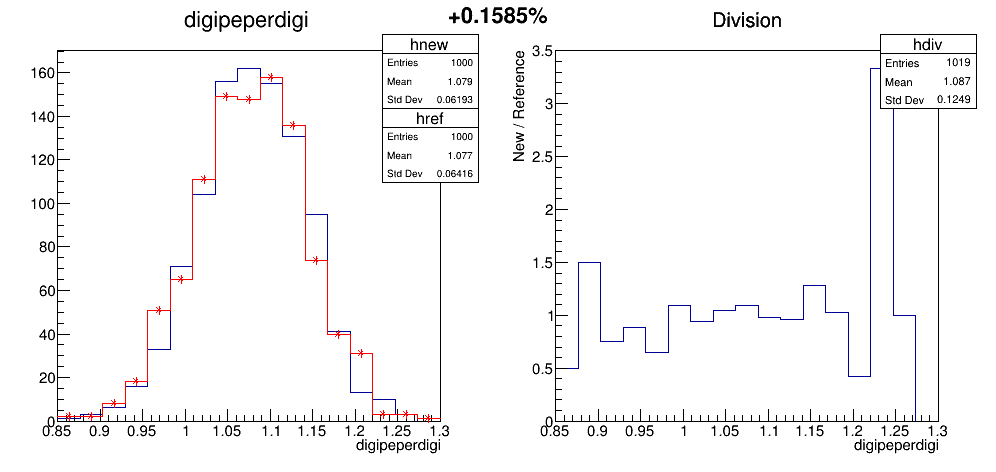 +0.1585%
digipeperdigi
hnew
Entries 1000
Mean 1.079
Std Dev 0.06193
href
Entries 1000
Mean 1.077
Std Dev 0.06416
160
140
120
100
80
60
40
20
0
0.85 0.9 0.95 1 1.05 1.1 1.15 1.2 1.25 1.3
digipeperdigi
Division
hdiv
Entries 1019
Mean 1.087
Std Dev 0.1249
New / Reference
3.5
3
2.5
2
1.5
1
0.5
0
0.85 0.9 0.95 1 1.05 1.1 1.15 1.2 1.25 1.3
digipeperdigi